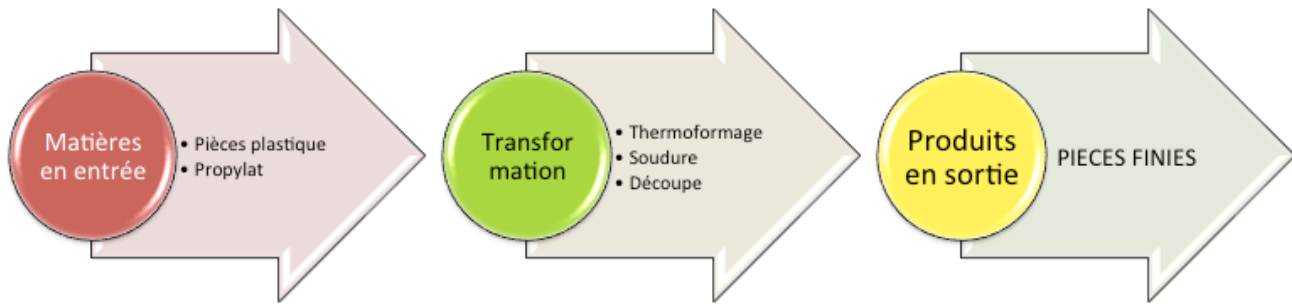 Matières
en entrée
• Pièces plastique
• Propylat
Transfor
mation
• Thermoformage
• Soudure
• Découpe
Produits
en sortie
PIECES FINIES